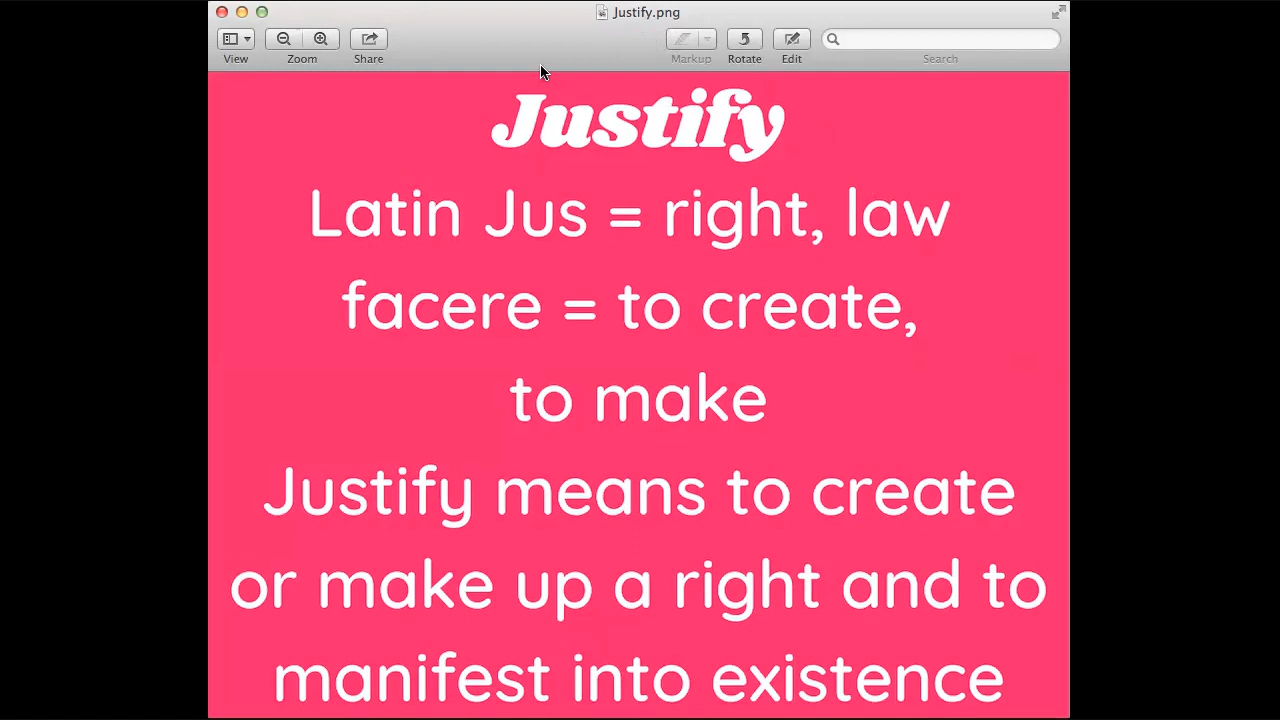 Justify.png
View
Zoom
Share
Markup
Rotate
Edit
Search
Justify
Latin Jus = right, law
facere = to create,
to make
Justify means to create
or make up a right and to
manifest into existence